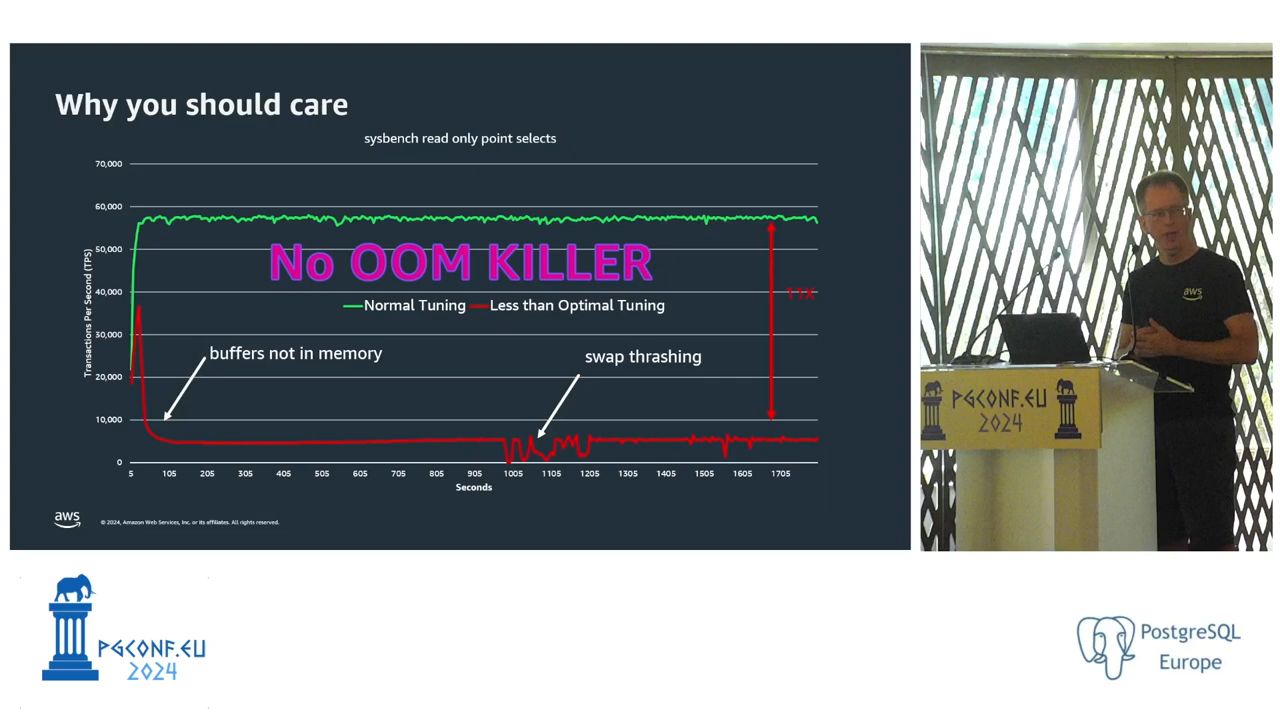 Why you should care
sysbench read only point selects
70,000
60,000
50,000
40,000
30,000
20,000
10,000
0
Transactions Per Second (TPS)
No OOM KILLER
Normal Tuning
Less than Optimal Tuning
11X
buffers not in memory
swap thrashing
5 105 205 305 405 505 605 705 805 905 1005 1105 1205 1305 1405 1505 1605 1705
Seconds
aws
© 2024, Amazon Web Services, Inc. or its affiliates. All rights reserved.
aws
PGCONF.EU
2024
PGCONF.EU
2024
PostgreSQL
Europe